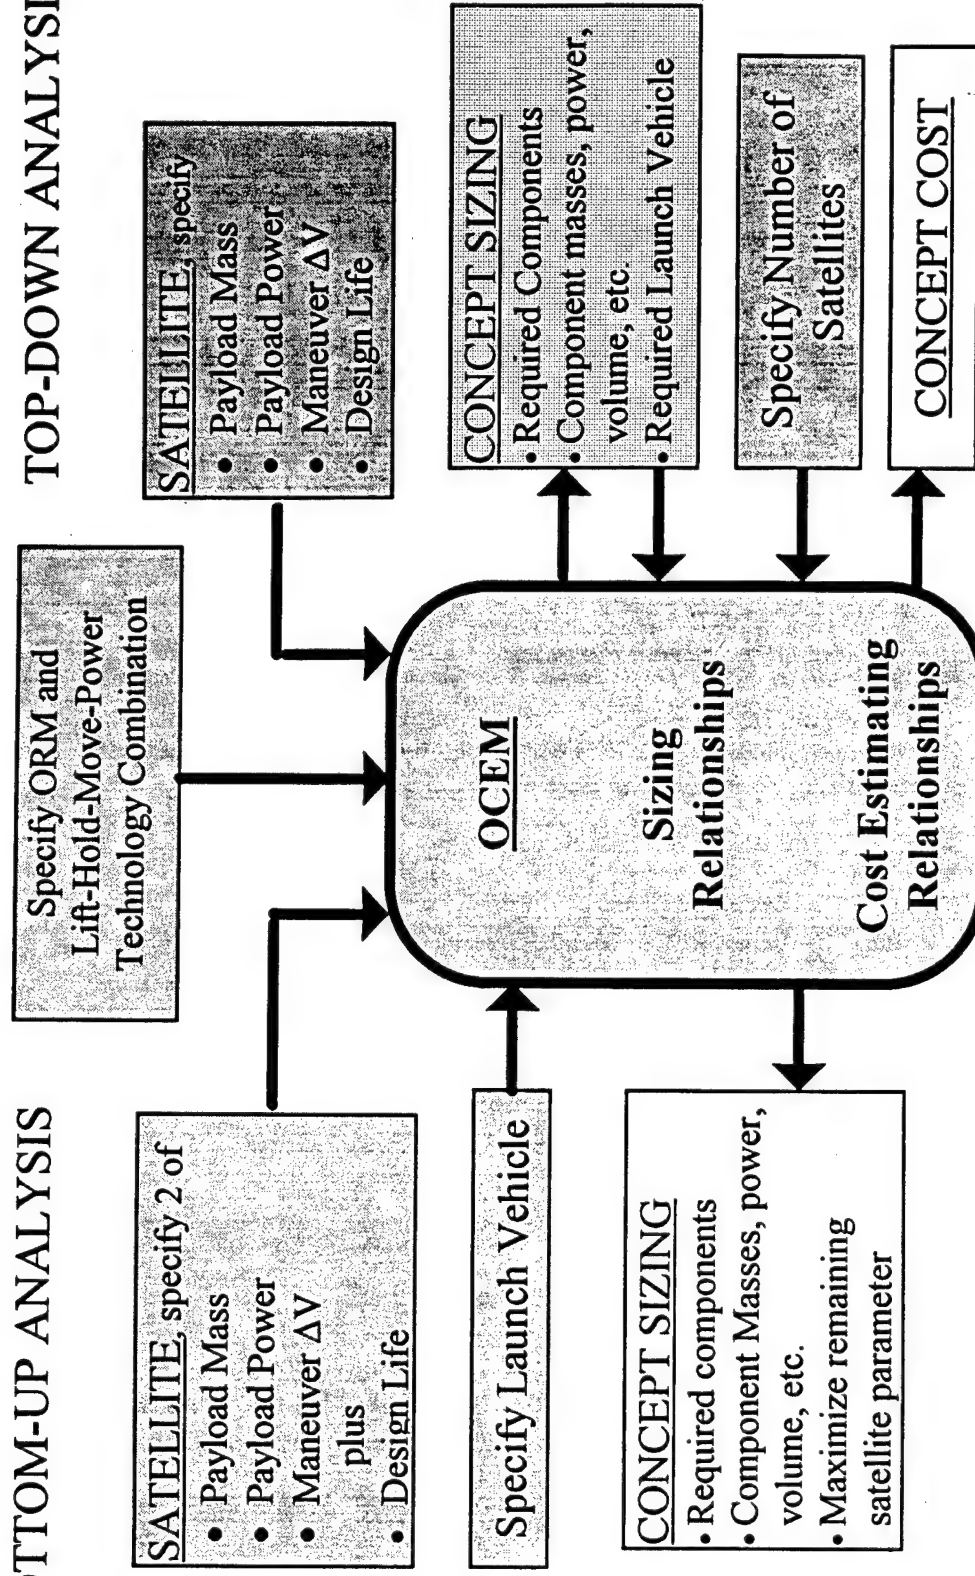 TTOM-UP ANALYSIS
TOP-DOWN ANALYSIS
Specify ORM and
Lift-Hold-Move-Power
Technology Combination
SATELLITE, specify 2 of
• Payload Mass
• Payload Power
• Maneuver ΔV
plus
• Design Life
Specify Launch Vehicle
CONCEPT SIZING
• Required components
• Component Masses, power,
volume, etc.
• Maximize remaining
satellite parameter
OCEM
Sizing
Relationships
Cost Estimating
Relationships
SATELLITE, specify
• Payload Mass
• Payload Power
• Maneuver ΔV
• Design Life
CONCEPT SIZING
• Required Components
• Component masses, power,
volume, etc.
• Required Launch Vehicle
Specify Number of
Satellites
CONCEPT COST